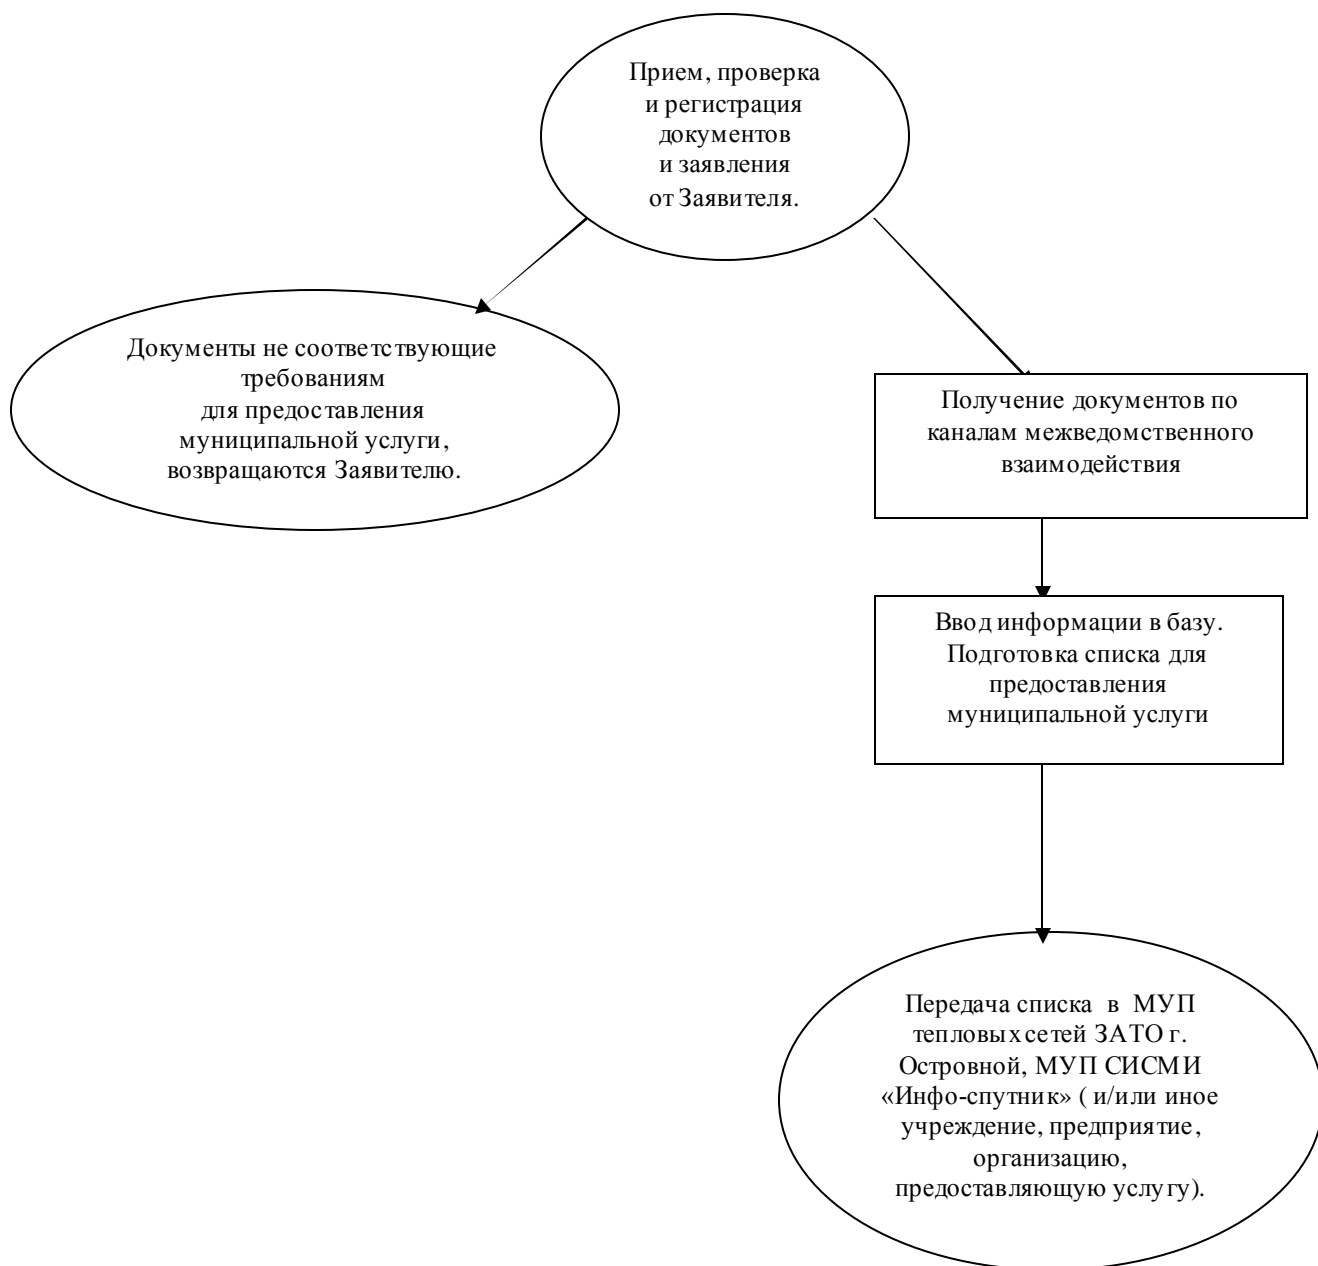 Прием, проверка
и регистрация
документов
и заявления
от Заявителя.
Документы не соответствующие
требованиям
для предоставления
муниципальной услуги,
возвращаются Заявителю.
Получение документов по
каналам межведомственного
взаимодействия
Ввод информации в базу.
Подготовка списка для
предоставления
муниципальной услуги
Передача списка в МУП
тепловых сетей ЗАТО г.
Островной, МУП СИСМИ
«Инфо-спутник» ( и/или иное
учреждение, предприятие,
организацию,
предоставляющую услугу).